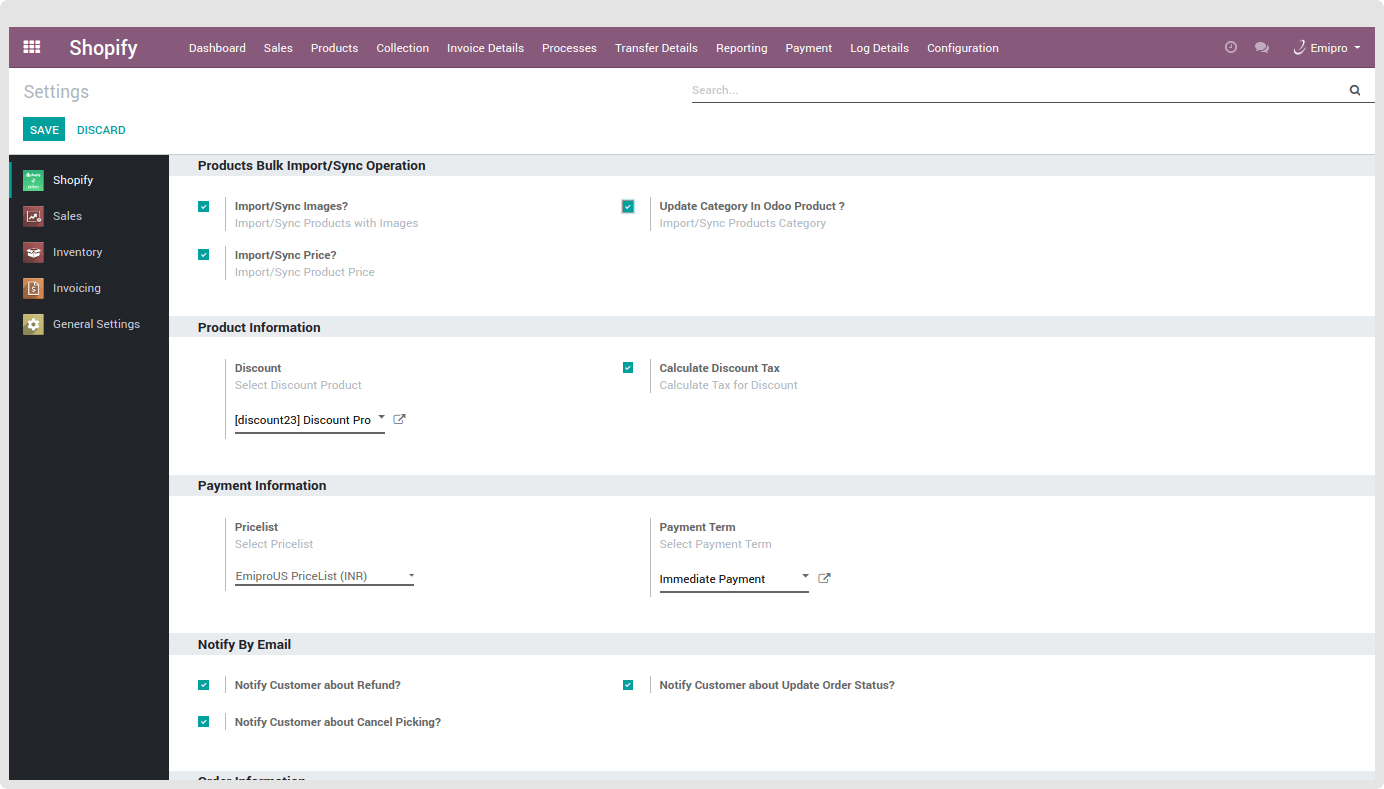 Shopify Dashboard Sales Products Collection Invoice Details Processes Transfer Details Reporting Payment Log Details Configuration Emipro
Settings Search...
SAVE DISCARD
Shopify
Sales
Inventory
Invoicing
General Settings
Products Bulk Import/Sync Operation
Import/Sync Images? Update Category In Odoo Product ?
Import/Sync Products with Images Import/Sync Products Category
Import/Sync Price?
Import/Sync Product Price
Product Information
Discount Calculate Discount Tax
Select Discount Product Calculate Tax for Discount
[discount23] Discount Pro
Payment Information
Pricelist Payment Term
Select Pricelist Select Payment Term
EmiproUS PriceList (INR) Immediate Payment
Notify By Email
Notify Customer about Refund? Notify Customer about Update Order Status?
Notify Customer about Cancel Picking?
Order Information